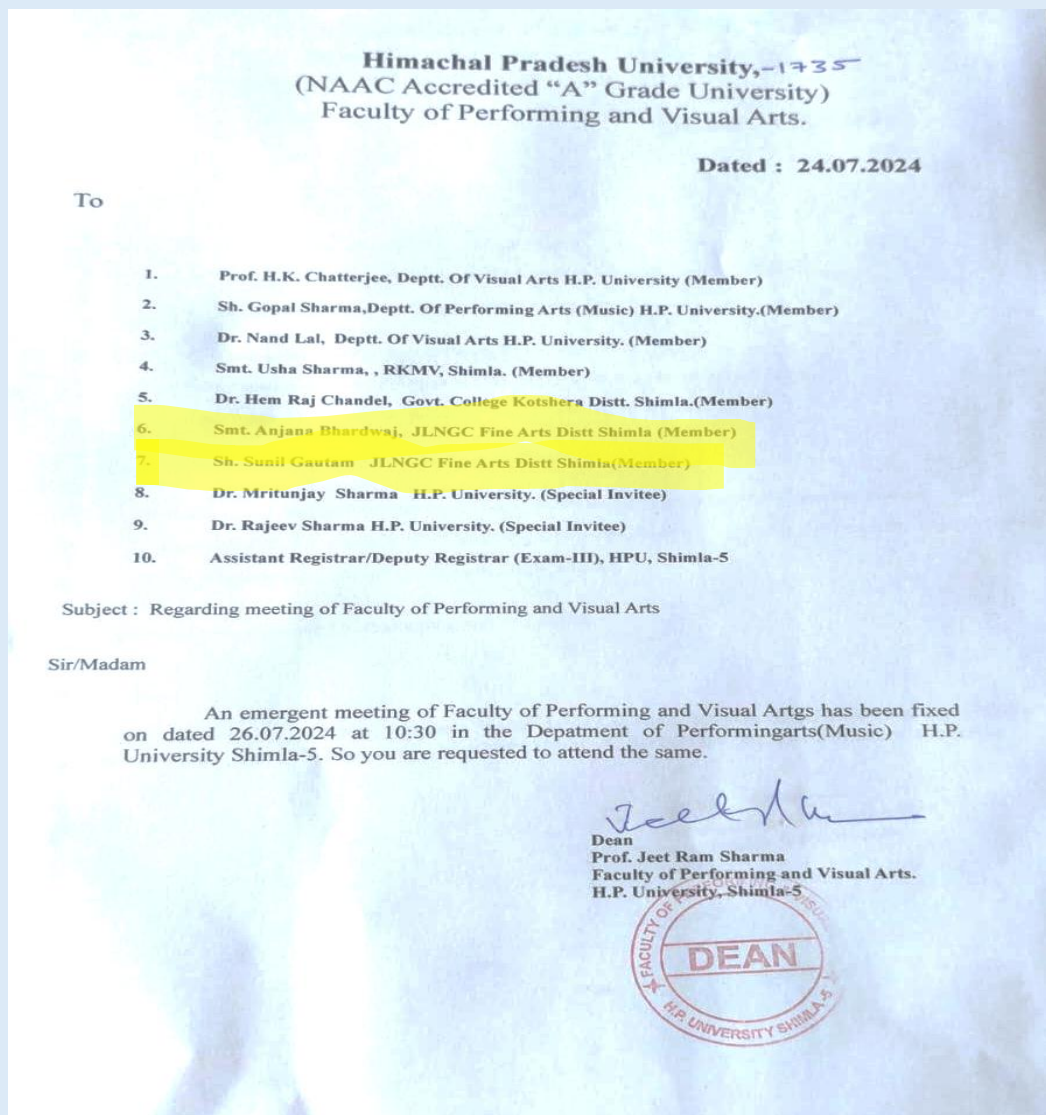 Himachal Pradesh University,-1735
(NAAC Accredited “A” Grade University)
Faculty of Performing and Visual Arts.
Dated : 24.07.2024
To
1. Prof. H.K. Chatterjee, Deptt. Of Visual Arts H.P. University (Member)
2. Sh. Gopal Sharma,Deptt. Of Performing Arts (Music) H.P. University.(Member)
3. Dr. Nand Lal, Deptt. Of Visual Arts H.P. University. (Member)
4. Smt. Usha Sharma, , RKMV, Shimla. (Member)
5. Dr. Hem Raj Chandel, Govt. College Kotshera Distt. Shimla.(Member)
6. Smt. Anjana Bhardwaj, JLNGC Fine Arts Distt Shimla (Member)
7. Sh. Sunil Gautam JLNGC Fine Arts Distt Shimla(Member)
8. Dr. Mritunjay Sharma H.P. University. (Special Invitee)
9. Dr. Rajeev Sharma H.P. University. (Special Invitee)
10. Assistant Registrar/Deputy Registrar (Exam-III), HPU, Shimla-5
Subject : Regarding meeting of Faculty of Performing and Visual Arts
Sir/Madam
An emergent meeting of Faculty of Performing and Visual Artgs has been fixed
on dated 26.07.2024 at 10:30 in the Depatment of Performingarts(Music) H.P.
University Shimla-5. So you are requested to attend the same.
Dean
Prof. Jeet Ram Sharma
Faculty of Performing and Visual Arts.
H.P. University, Shimla-5
FACULTY OF
DEAN
H.P. UNIVERSITY SHIMLA-5